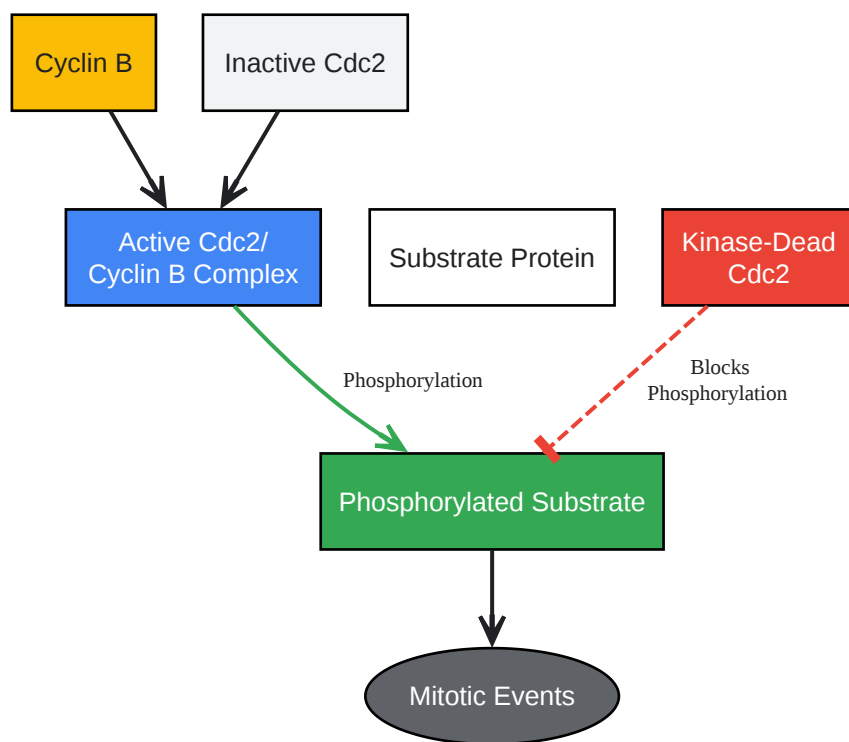 Cyclin B
Inactive Cdc2
Active Cdc2/
Cyclin B Complex
Substrate Protein
Kinase-Dead
Cdc2
Phosphorylation
Blocks
Phosphorylation
Phosphorylated Substrate
Mitotic Events